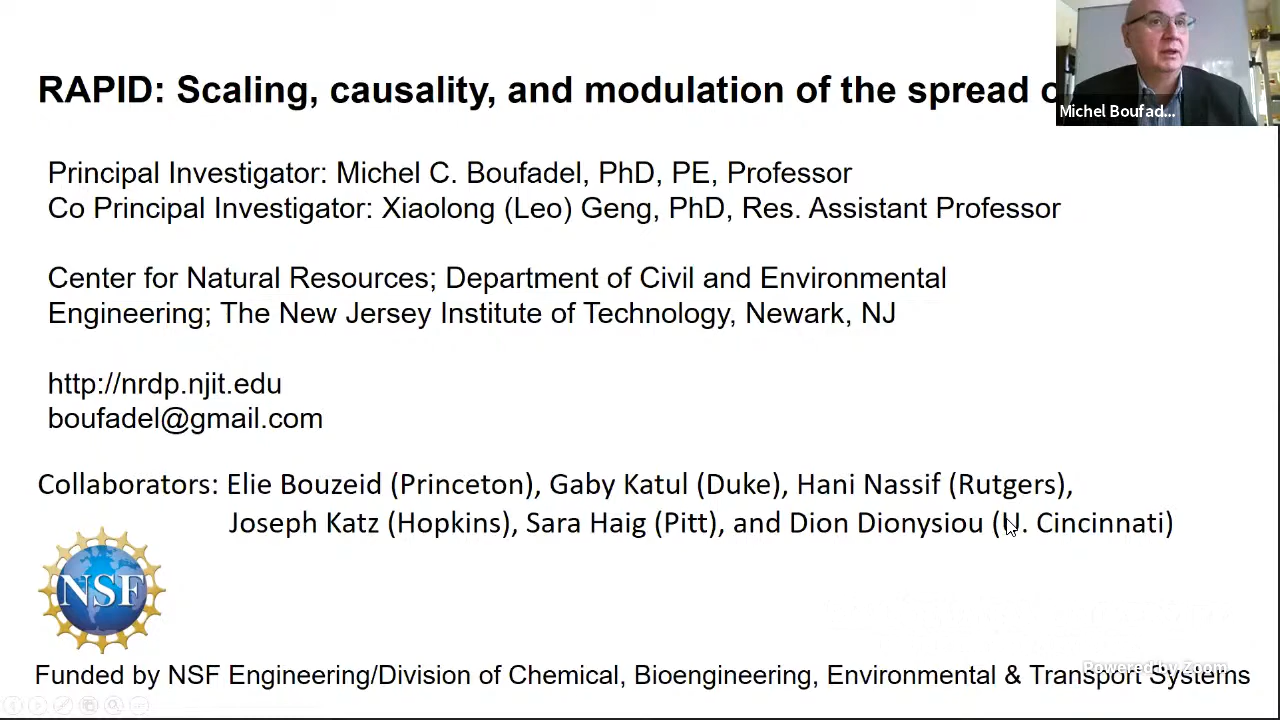 RAPID: Scaling, causality, and modulation of the spread
Michel Boufad...
Principal Investigator: Michel C. Boufadel, PhD, PE, Professor
Co Principal Investigator: Xiaolong (Leo) Geng, PhD, Res. Assistant Professor
Center for Natural Resources; Department of Civil and Environmental
Engineering; The New Jersey Institute of Technology, Newark, NJ
http://nrdp.njit.edu
boufadel@gmail.com
Collaborators: Elie Bouzeid (Princeton), Gaby Katul (Duke), Hani Nassif (Rutgers),
Joseph Katz (Hopkins), Sara Haig (Pitt), and Dion Dionysiou (U. Cincinnati)
NSF
Powered by Zoom
Funded by NSF Engineering/Division of Chemical, Bioengineering, Environmental & Transport Systems